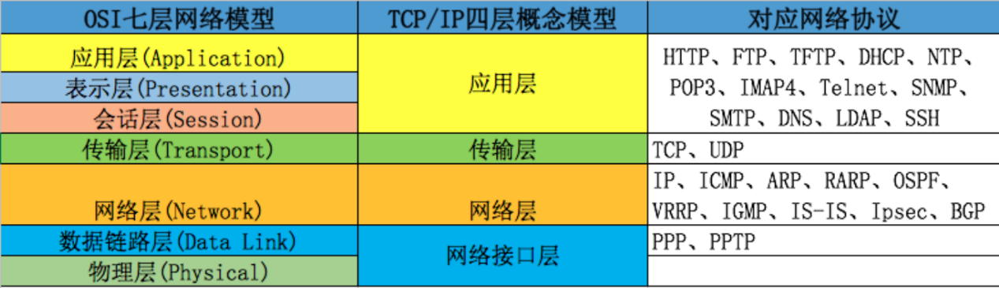 OSI七层网络模型
TCP/IP四层概念模型
对应网络协议
应用层(Application)
表示层(Presentation)
会话层(Session)
应用层
HTTP、FTP、TFTP、DHCP、NTP、
POP3、IMAP4、Telnet、SNMP、
SMTP、DNS、LDAP、SSH
传输层(Transport)
传输层
TCP、UDP
网络层(Network)
网络层
IP、ICMP、ARP、RARP、OSPF、
VRRP、IGMP、IS-IS、Ipsec、BGP
数据链路层(Data Link)
物理层(Physical)
网络接口层
PPP、PPTP